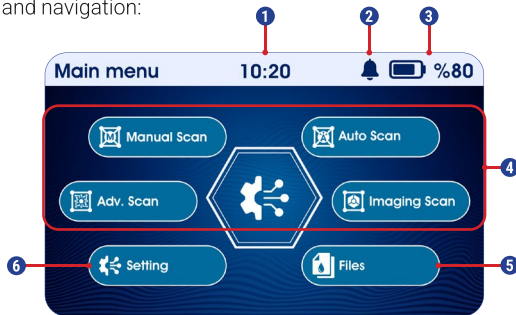 and navigation:
1 2 3
Main menu 10:20 %80
Manual Scan Auto Scan
4
Adv. Scan Imaging Scan
6 Setting Files 5